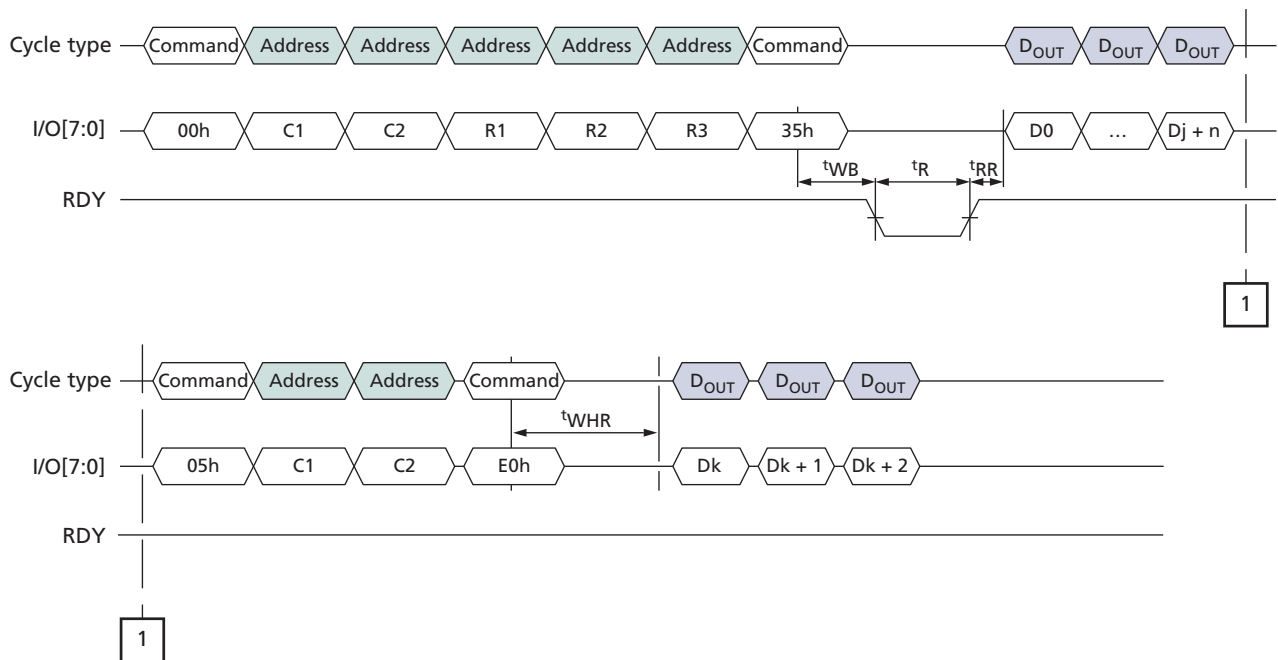 Cycle type Command Address Address Address Address Address Command DOUT DOUT DOUT
I/O[7:0] 00h C1 C2 R1 R2 R3 35h D0 … Dj + n
tWB tR tRR
RDY
1
Cycle type Command Address Address Command DOUT DOUT DOUT
tWHR
I/O[7:0] 05h C1 C2 E0h Dk Dk + 1 Dk + 2
RDY
1